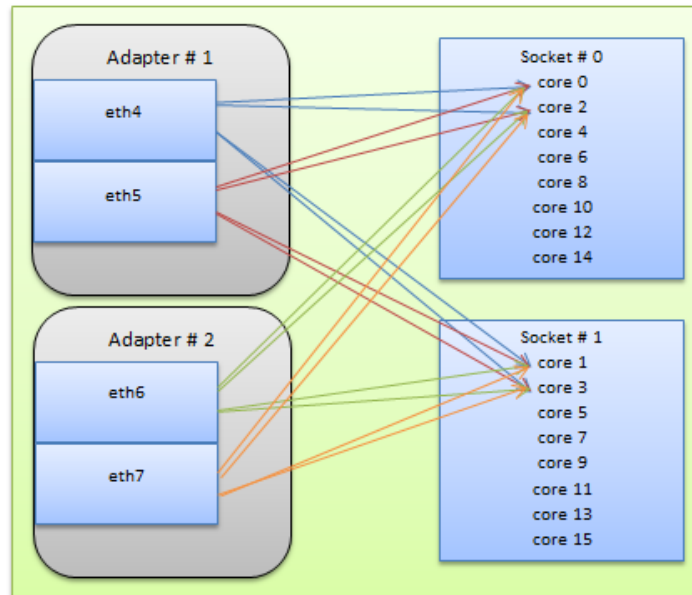 Adapter # 1
eth4
eth5
Adapter # 2
eth6
eth7
Socket # 0
core 0
core 2
core 4
core 6
core 8
core 10
core 12
core 14
Socket # 1
core 1
core 3
core 5
core 7
core 9
core 11
core 13
core 15